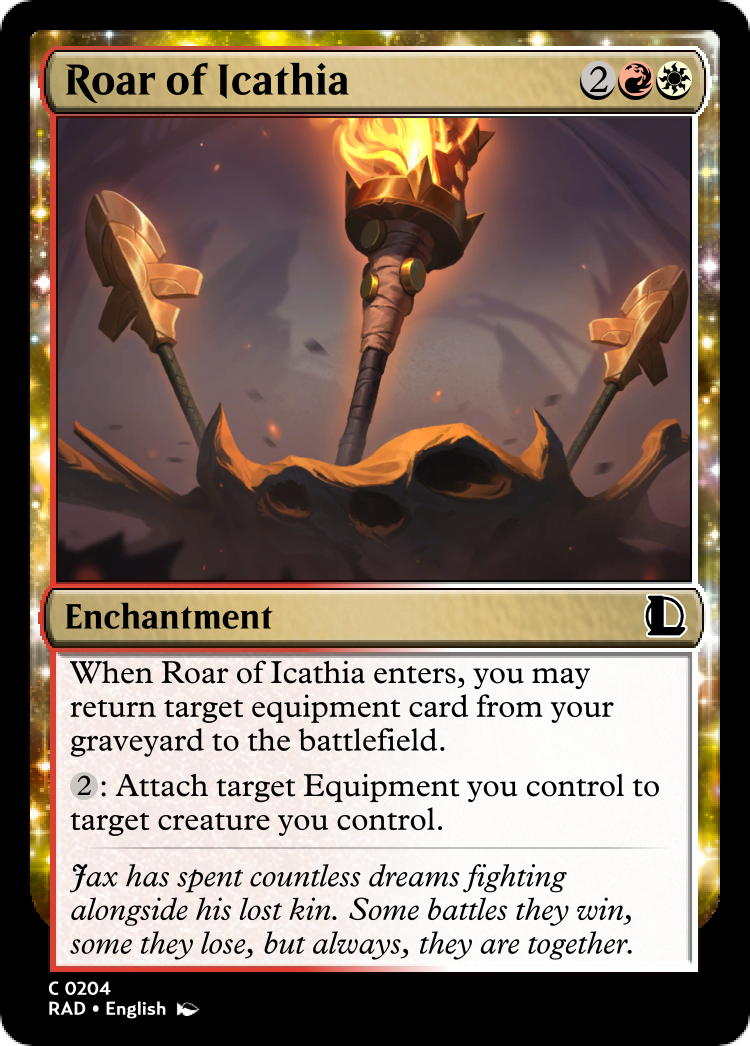 Roar of Icathia 2
Enchantment
When Roar of Icathia enters, you may
return target equipment card from your
graveyard to the battlefield.
2: Attach target Equipment you control to
target creature you control.
Jax has spent countless dreams fighting
alongside his lost kin. Some battles they win,
some they lose, but always, they are together.
C 0204
RAD • English